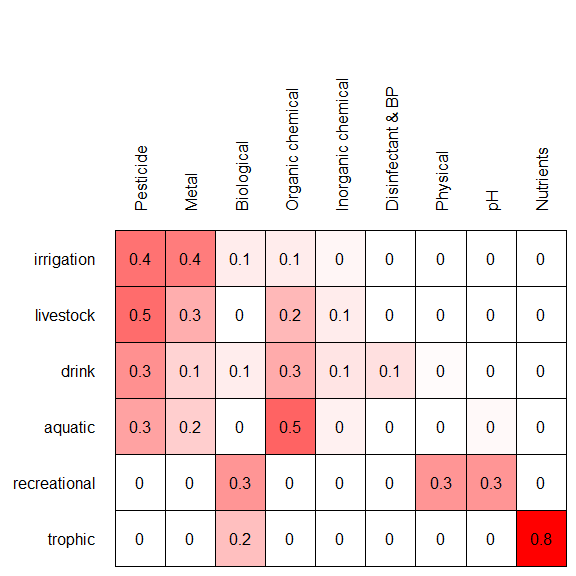 Pesticide
Metal
Biological
Organic chemical
Inorganic chemical
Disinfectant & BP
Physical
pH
Nutrients
irrigation 0.4 0.4 0.1 0.1 0 0 0 0 0
livestock 0.5 0.3 0 0.2 0.1 0 0 0 0
drink 0.3 0.1 0.1 0.3 0.1 0.1 0 0 0
aquatic 0.3 0.2 0 0.5 0 0 0 0 0
recreational 0 0 0.3 0 0 0 0.3 0.3 0
trophic 0 0 0.2 0 0 0 0 0 0.8